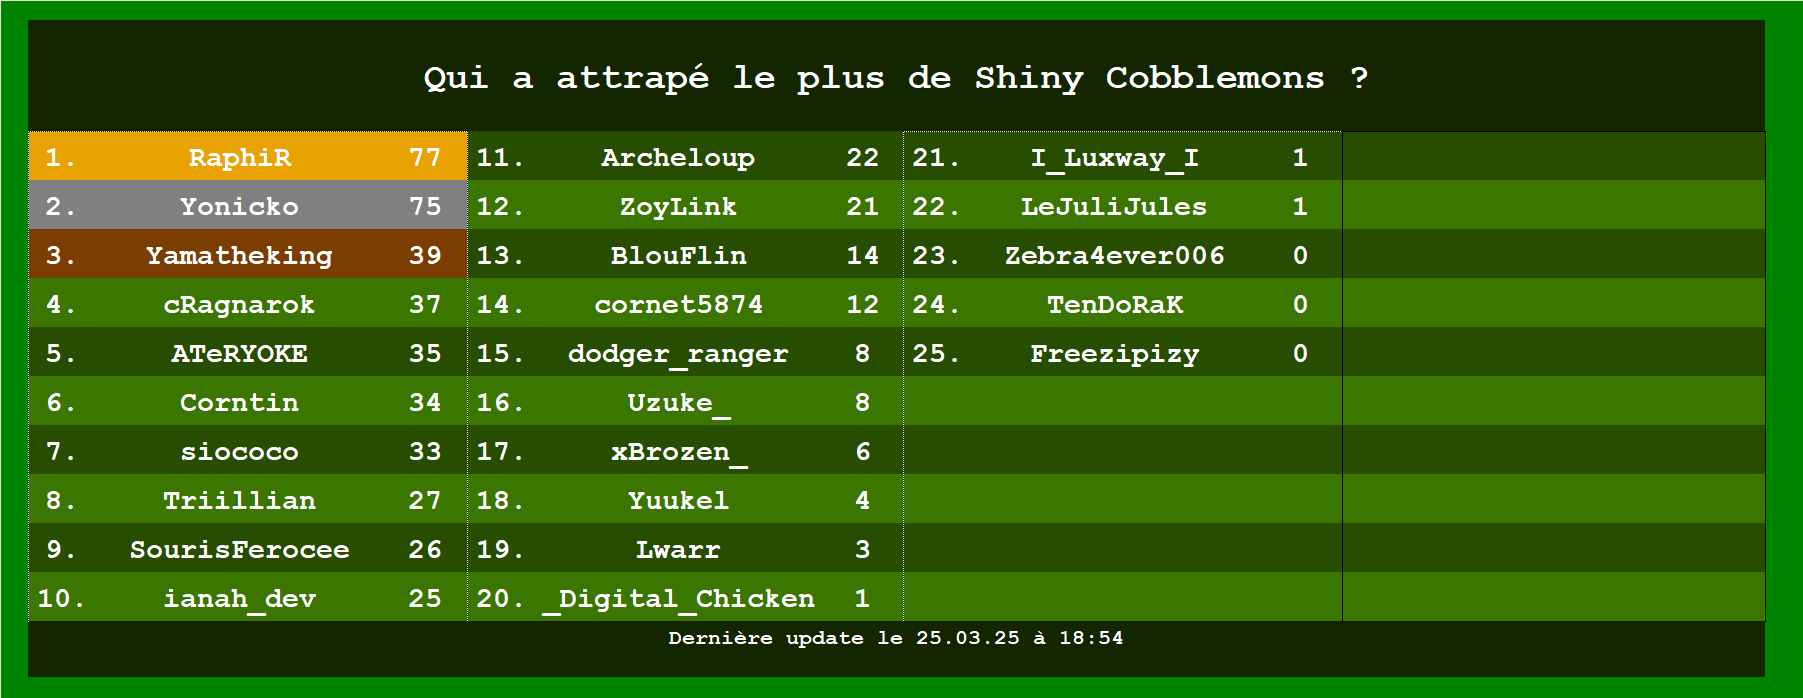 Qui a attrapé le plus de Shiny Cobblemons ?
1. RaphiR 77
2. Yonicko 75
3. Yamatheking 39
4. cRagnarok 37
5. ATeRYOKE 35
6. Corntin 34
7. siococo 33
8. Triillian 27
9. SourisFerocee 26
10. ianah_dev 25
11. Archeloup 22
12. ZoyLink 21
13. BlouFlin 14
14. cornet5874 12
15. dodger_ranger 8
16. Uzuke_ 8
17. xBrozen_ 6
18. Yuukel 4
19. Lwarr 3
20. _Digital_Chicken 1
21. I_Luxway_I 1
22. LeJuliJules 1
23. Zebra4ever006 0
24. TenDoRaK 0
25. Freezipizy 0
Dernière update le 25.03.25 à 18:54